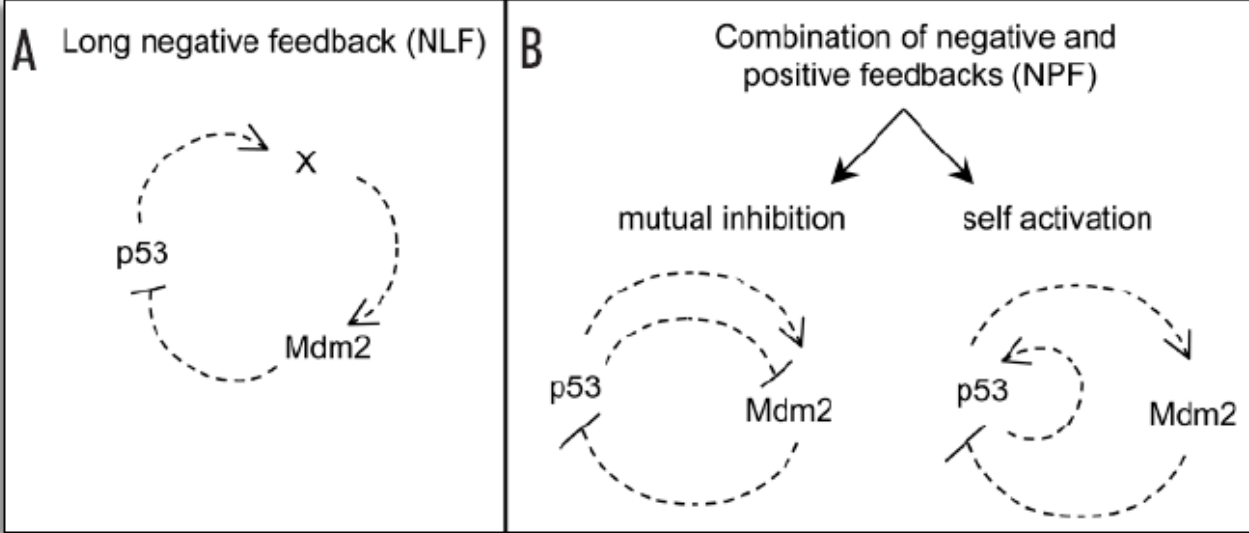 A Long negative feedback (NLF)
X
p53
Mdm2
B Combination of negative and
positive feedbacks (NPF)
mutual inhibition
self activation
p53
Mdm2
p53
Mdm2